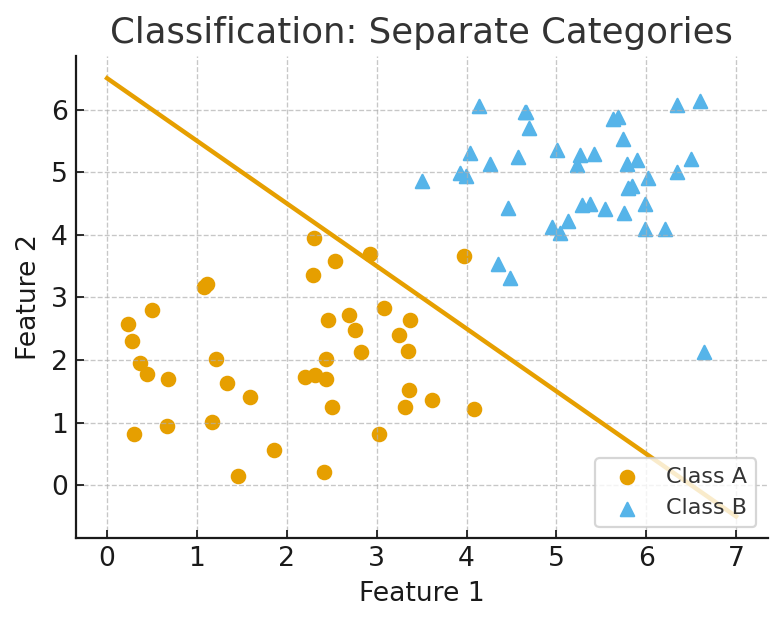 Classification: Separate Categories
Feature 2
6
5
4
3
2
1
0
Class A
Class B
0 1 2 3 4 5 6 7
Feature 1